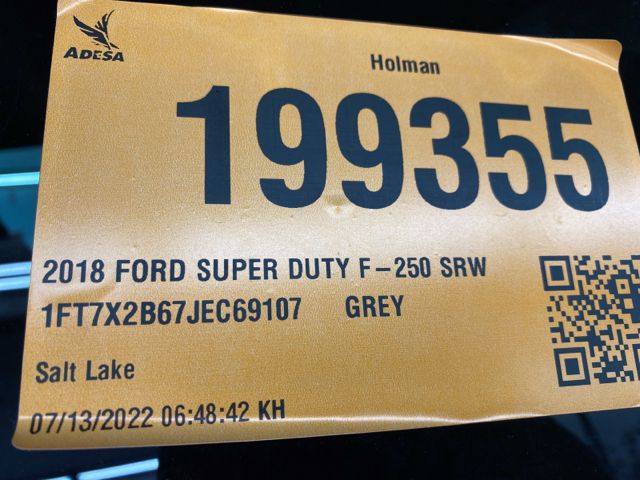 ADESA
Holman
199355
2018 FORD SUPER DUTY F-250 SRW
1FT7X2B67JEC69107 GREY
Salt Lake
07/13/2022 06:48:42 KH